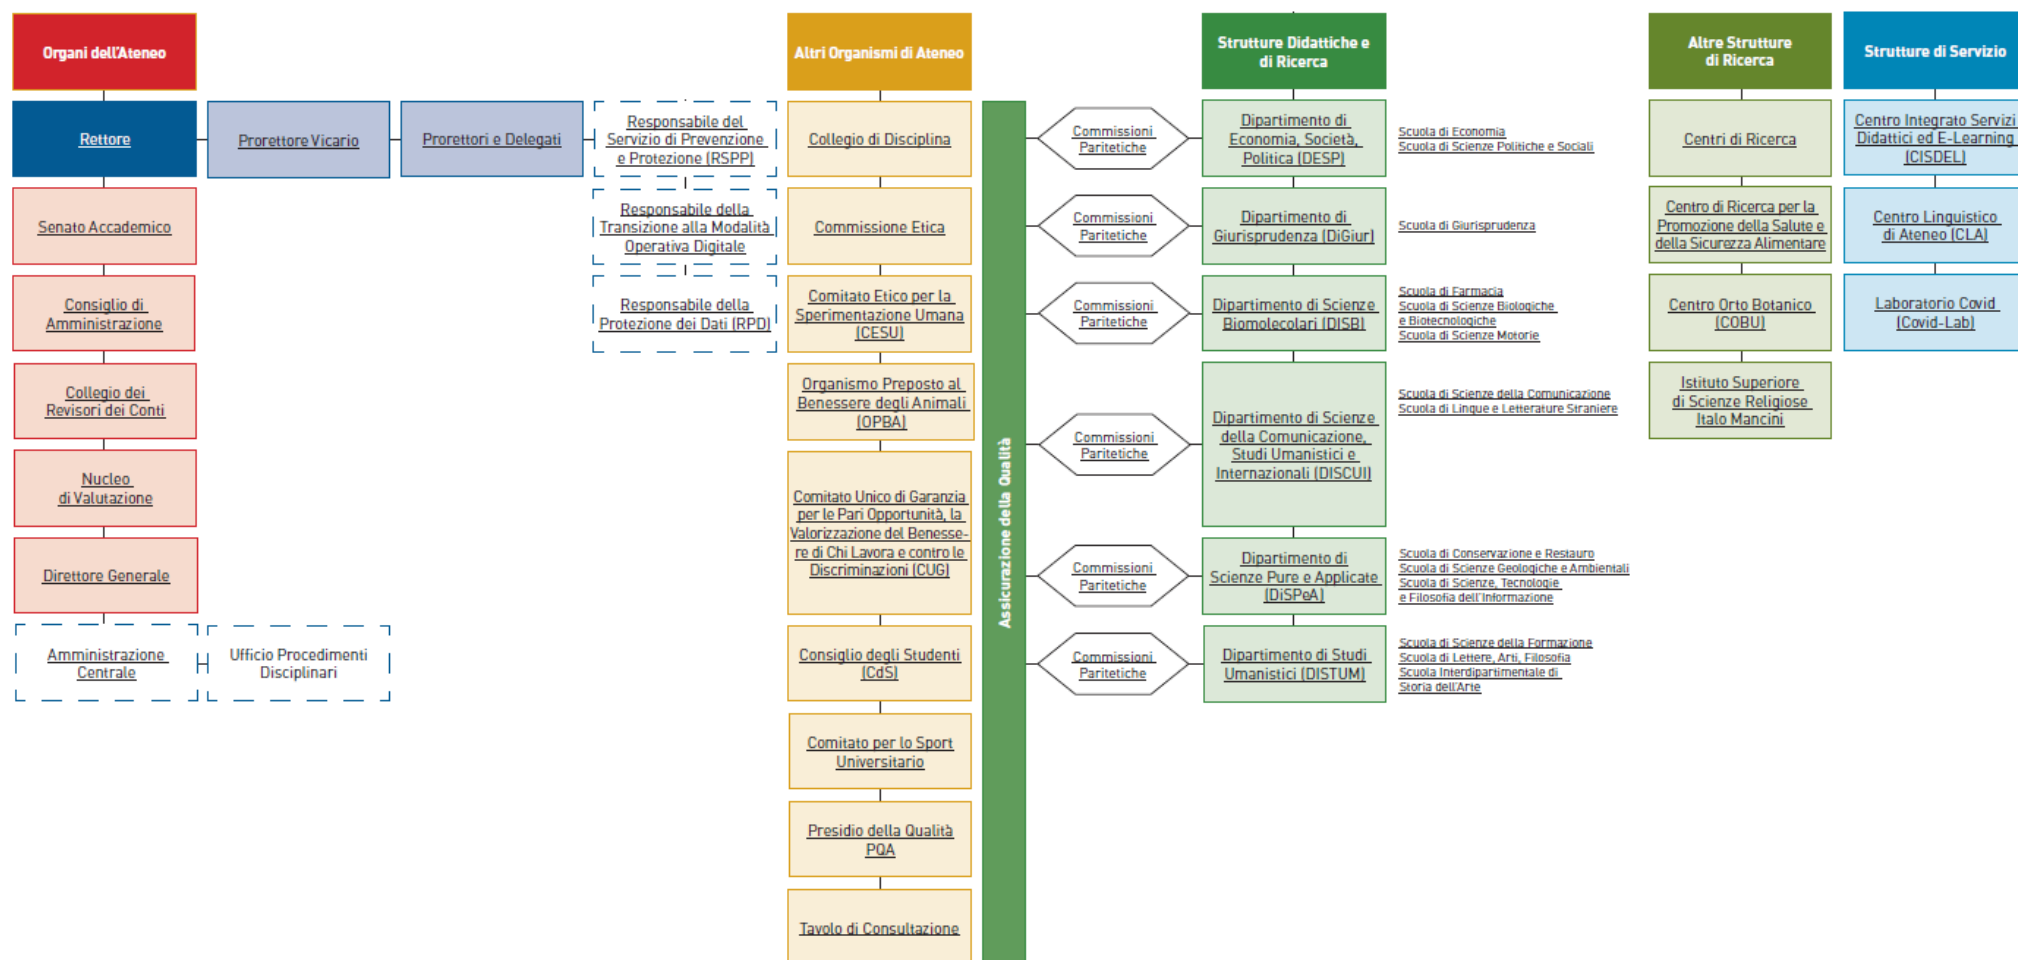 Organi dell'Ateneo
Rettore
Prorettore Vicario
Prorettori e Delegati
Responsabile del
Servizio di Prevenzione
e Protezione (RSPP)
Senato Accademico
Responsabile della
Transizione alla Modalità
Operativa Digitale
Consiglio di
Amministrazione
Responsabile della
Protezione dei Dati (RPD)
Collegio dei
Revisori dei Conti
Nucleo
di Valutazione
Direttore Generale
Amministrazione
Centrale
Ufficio Procedimenti
Disciplinari
Altri Organismi di Ateneo
Collegio di Disciplina
Commissione Etica
Comitato Etico per la
Sperimentazione Umana
(CESU)
Organismo Preposto al
Benessere degli Animali
(OPBA)
Comitato Unico di Garanzia
per le Pari Opportunità, la
Valorizzazione del Benesse-
re di Chi Lavora e contro le
Discriminazioni (CUG)
Consiglio degli Studenti
(CdS)
Comitato per lo Sport
Universitario
Presidio della Qualità
PQA
Tavolo di Consultazione
Assicurazione della Qualità
Strutture Didattiche e
di Ricerca
Commissioni
Paritetiche
Dipartimento di
Economia, Società,
Politica (DESP)
Scuola di Economia
Scuola di Scienze Politiche e Sociali
Commissioni
Paritetiche
Dipartimento di
Giurisprudenza (DiGiur)
Scuola di Giurisprudenza
Commissioni
Paritetiche
Dipartimento di Scienze
Biomolecolari (DISB)
Scuola di Farmacia
Scuola di Scienze Biologiche
e Biotecnologiche
Scuola di Scienze Motorie
Commissioni
Paritetiche
Dipartimento di Scienze
della Comunicazione,
Studi Umanistici e
Internazionali (DISCUI)
Scuola di Scienze della Comunicazione
Scuola di Lingue e Letterature Straniere
Commissioni
Paritetiche
Dipartimento di
Scienze Pure e Applicate
(DiSPeA)
Scuola di Conservazione e Restauro
Scuola di Scienze Geologiche e Ambientali
Scuola di Scienze, Tecnologie
e Filosofia dell'Informazione
Commissioni
Paritetiche
Dipartimento di Studi
Umanistici (DISTUM)
Scuola di Scienze della Formazione
Scuola di Lettere, Arti, Filosofia
Scuola Interdipartimentale di
Storia dell'Arte
Altre Strutture
di Ricerca
Centri di Ricerca
Centro di Ricerca per la
Promozione della Salute e
della Sicurezza Alimentare
Centro Orto Botanico
(COBU)
Istituto Superiore
di Scienze Religiose
Italo Mancini
Strutture di Servizio
Centro Integrato Servizi
Didattici ed E-Learning
(CISDEL)
Centro Linguistico
di Ateneo (CLA)
Laboratorio Covid
(Covid-Lab)